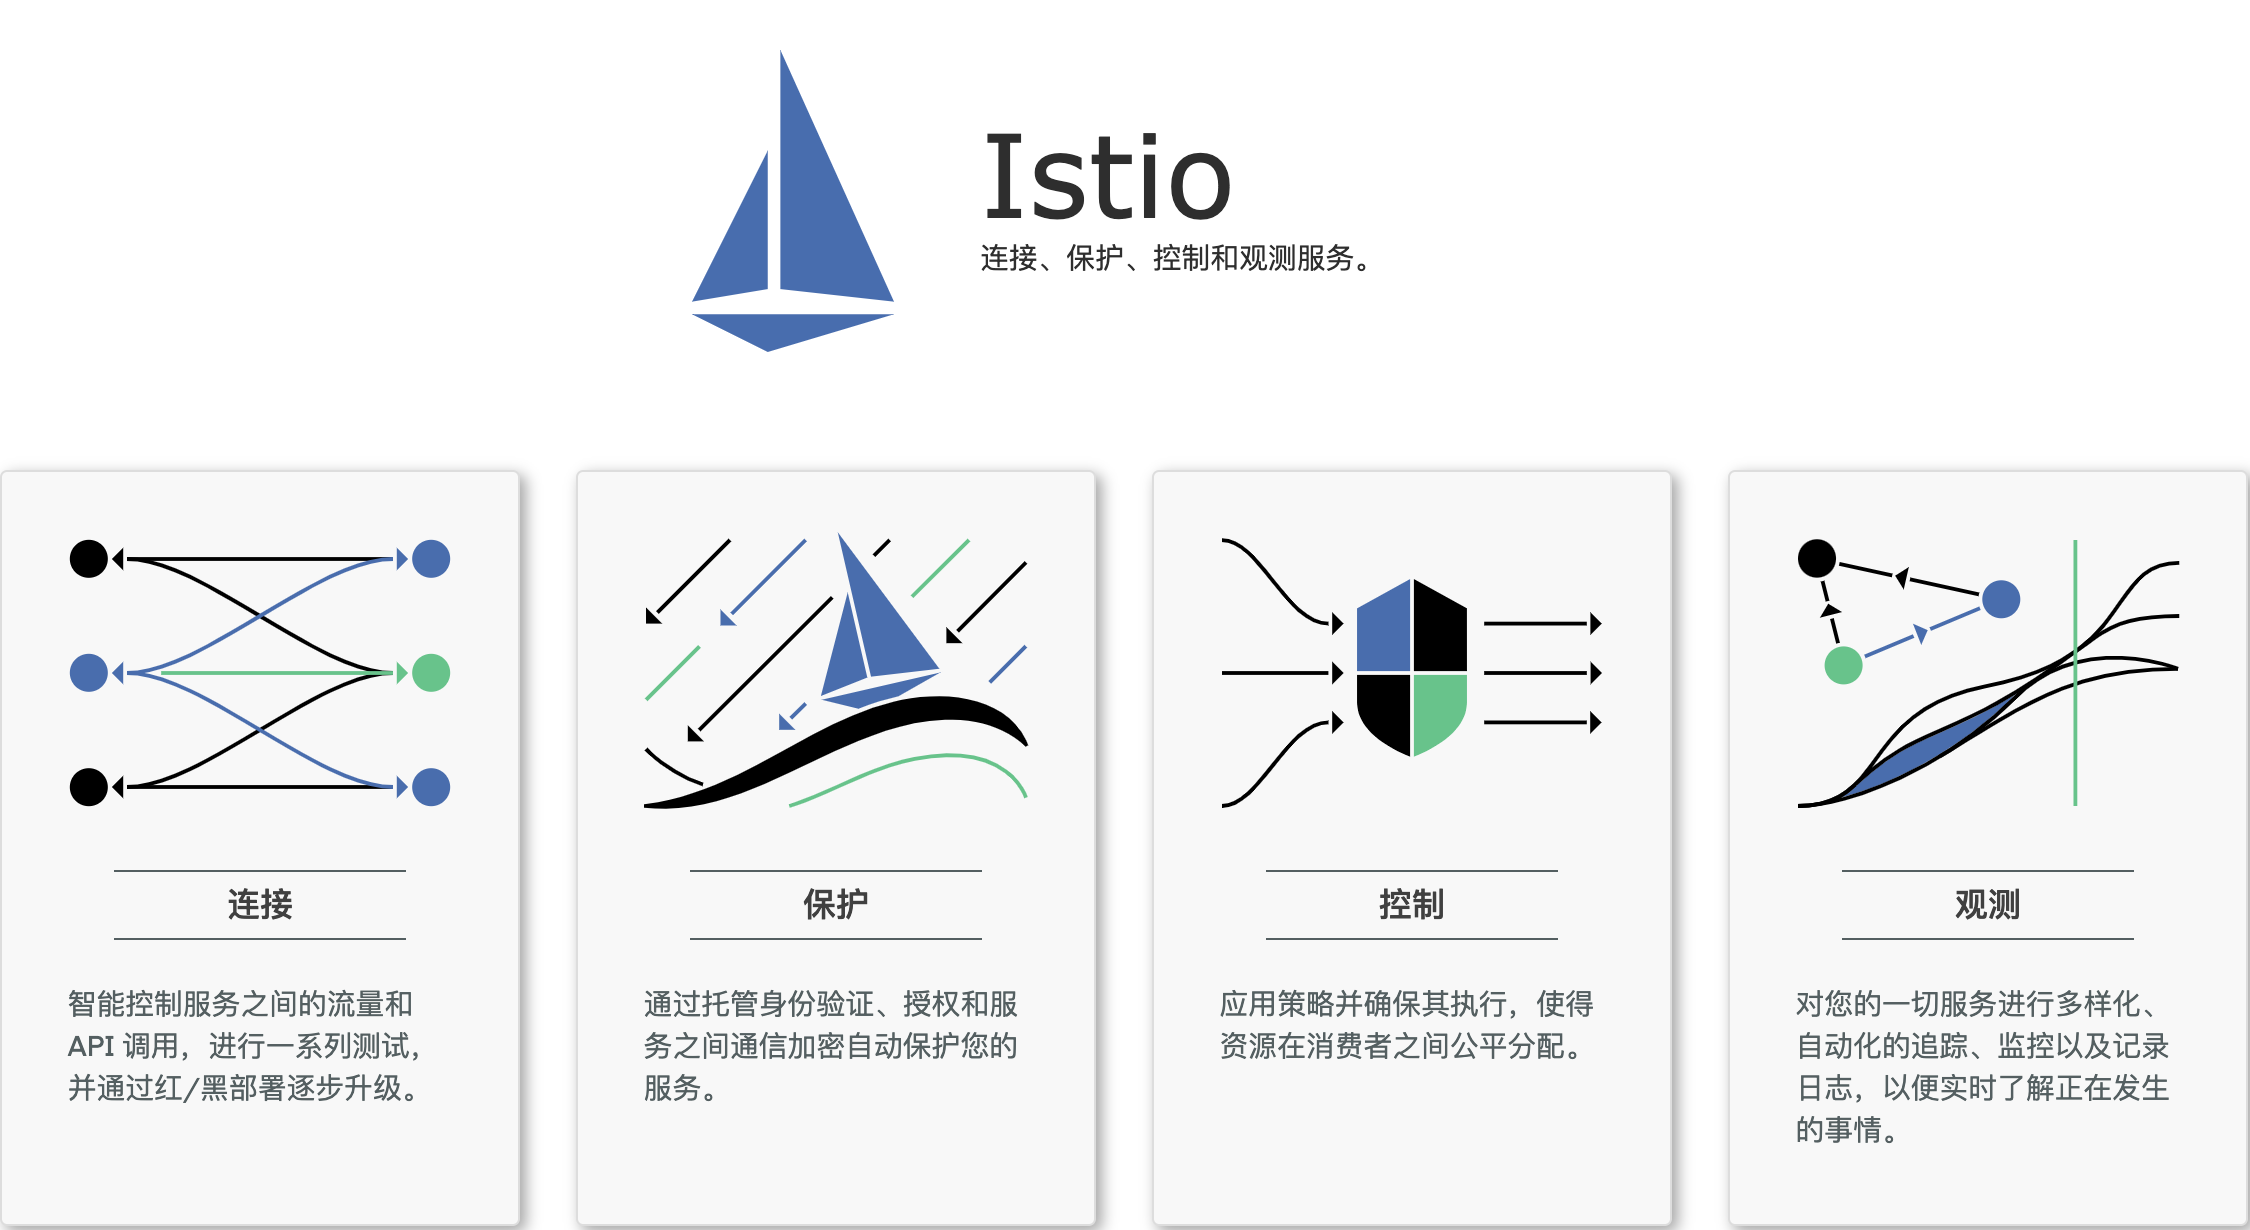 Istio
连接、保护、控制和观测服务。
连接
智能控制服务之间的流量和
API 调用，进行一系列测试，
并通过红/黑部署逐步升级。
保护
通过托管身份验证、授权和服
务之间通信加密自动保护您的
服务。
控制
应用策略并确保其执行，使得
资源在消费者之间公平分配。
观测
对您的一切服务进行多样化、
自动化的追踪、监控以及记录
日志，以便实时了解正在发生
的事情。